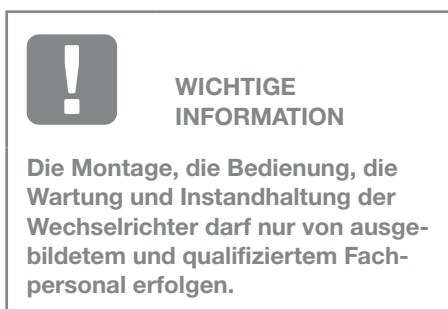 WICHTIGE
INFORMATION
Die Montage, die Bedienung, die
Wartung und Instandhaltung der
Wechselrichter darf nur von ausge-
bildetem und qualifiziertem Fach-
personal erfolgen.